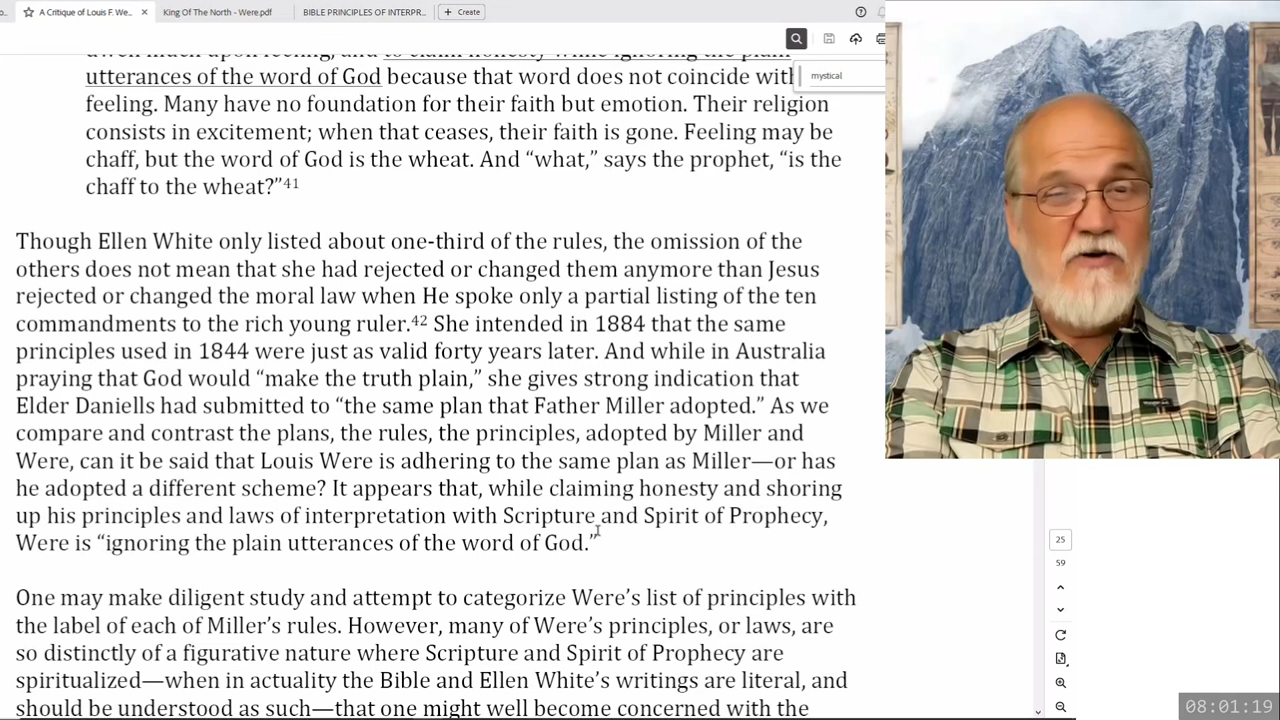 A Critique of Louis F. We...
King Of The North - Were.pdf
BIBLE PRINCIPLES OF INTERPR...
+ Create
mystical
utterances of the word of God because that word does not coincide with
feeling. Many have no foundation for their faith but emotion. Their religion
consists in excitement; when that ceases, their faith is gone. Feeling may be
chaff, but the word of God is the wheat. And “what,” says the prophet, “is the
chaff to the wheat?”41
Though Ellen White only listed about one-third of the rules, the omission of the
others does not mean that she had rejected or changed them anymore than Jesus
rejected or changed the moral law when He spoke only a partial listing of the ten
commandments to the rich young ruler.42 She intended in 1884 that the same
principles used in 1844 were just as valid forty years later. And while in Australia
praying that God would “make the truth plain,” she gives strong indication that
Elder Daniells had submitted to “the same plan that Father Miller adopted.” As we
compare and contrast the plans, the rules, the principles, adopted by Miller and
Were, can it be said that Louis Were is adhering to the same plan as Miller—or has
he adopted a different scheme? It appears that, while claiming honesty and shoring
up his principles and laws of interpretation with Scripture and Spirit of Prophecy,
Were is “ignoring the plain utterances of the word of God.”
One may make diligent study and attempt to categorize Were’s list of principles with
the label of each of Miller’s rules. However, many of Were’s principles, or laws, are
so distinctly of a figurative nature where Scripture and Spirit of Prophecy are
spiritualized—when in actuality the Bible and Ellen White’s writings are literal, and
should be understood as such—that one might well become concerned with the
25
59
08:01:19